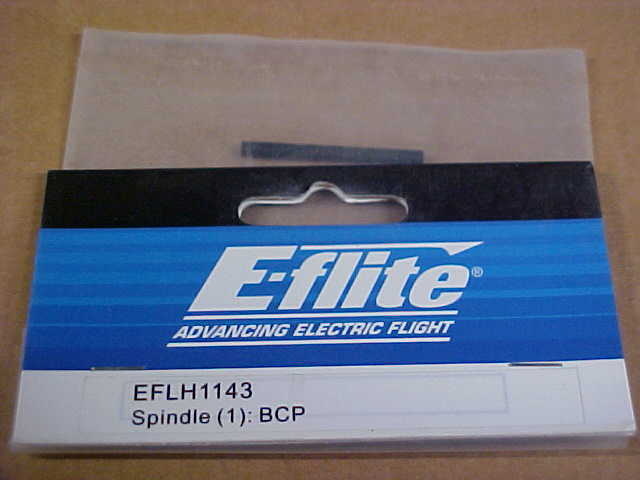 E-flite®
ADVANCING ELECTRIC FLIGHT
EFLH1143
Spindle (1): BCP